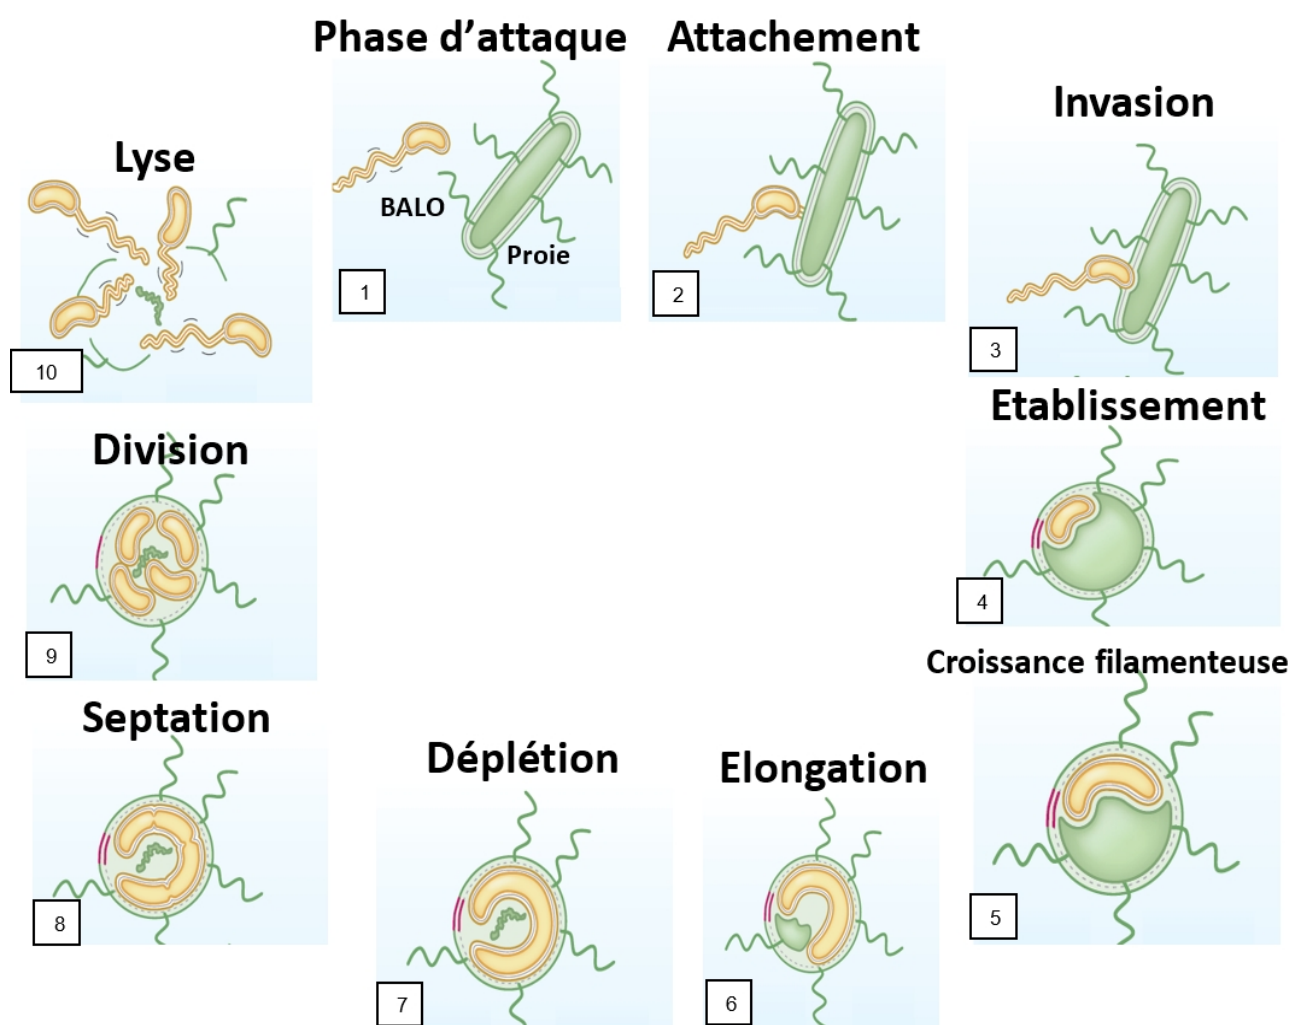 Phase d’attaque
BALO
Proie
1
Attachement
2
Invasion
3
Etablissement
4
Croissance filamenteuse
5
Elongation
6
Déplétion
7
Septation
8
Division
9
Lyse
10